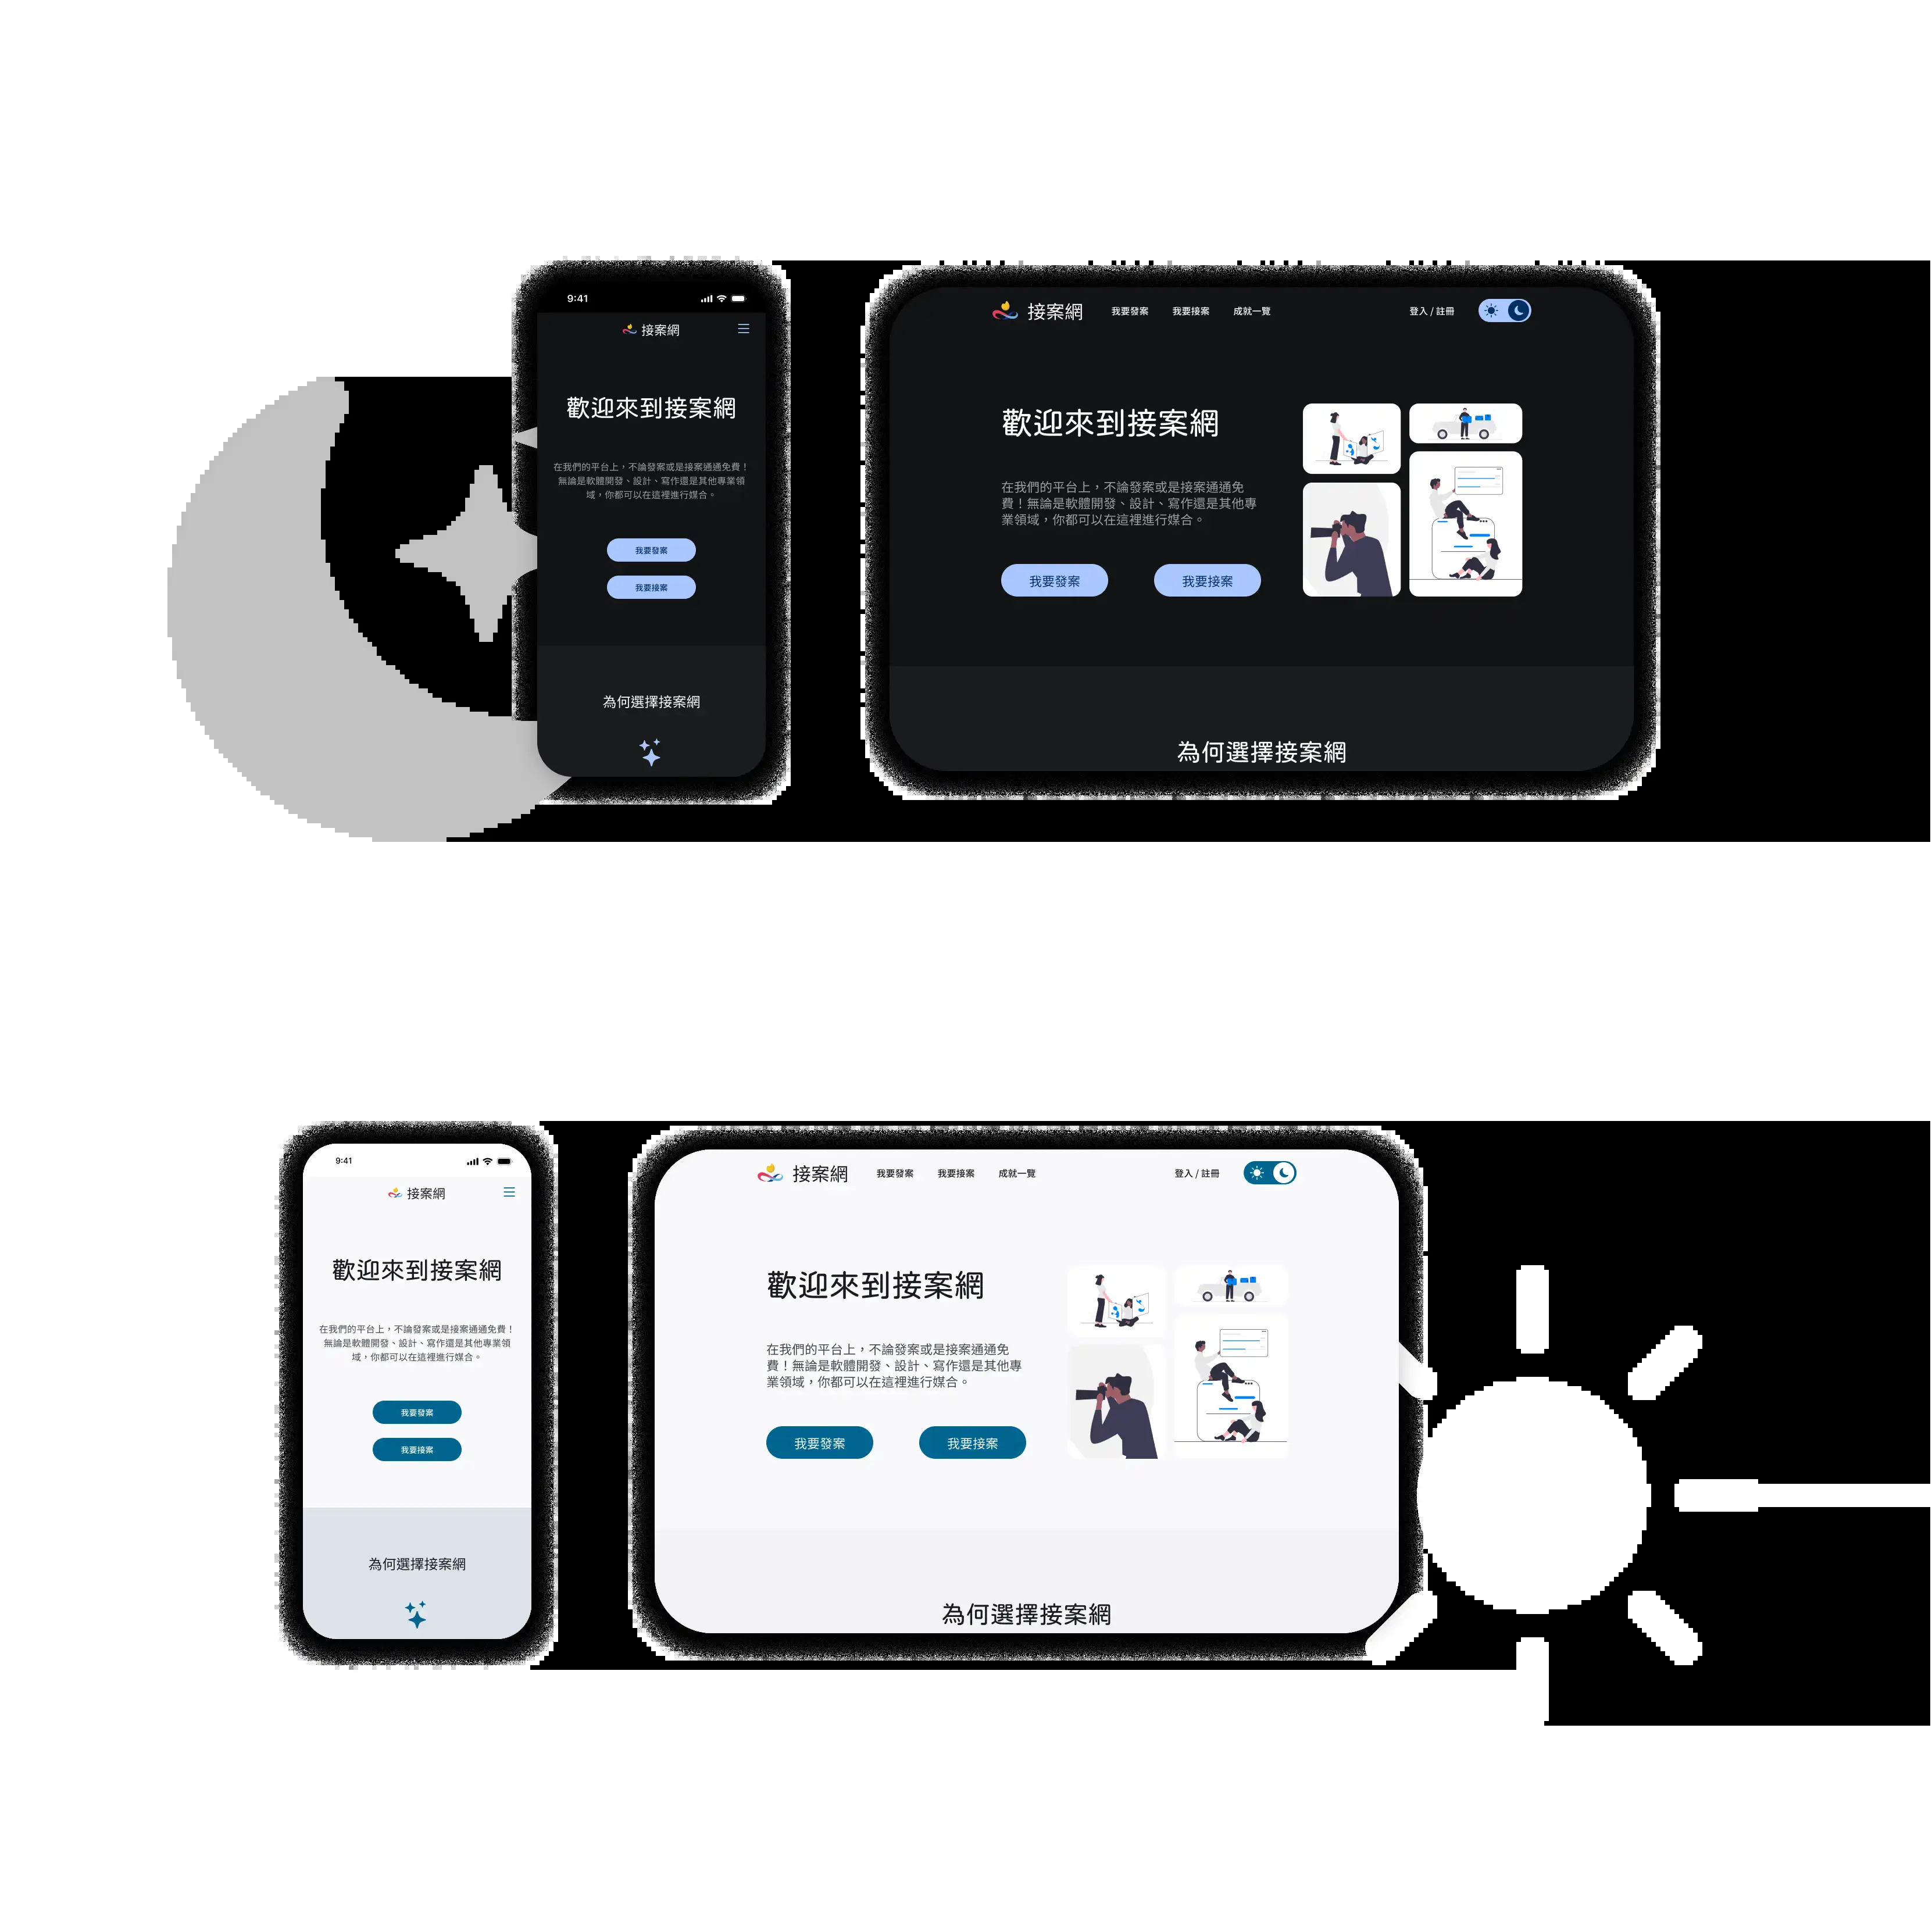 9:41
接案網
歡迎來到接案網
在我們的平台上，不論發案或是接案通通免費！
無論是軟體開發、設計、寫作還是其他專業領
域，你都可以在這裡進行媒合。
我要發案
我要接案
為何選擇接案網
接案網 我要發案 我要接案 成就一覽 登入 / 註冊
歡迎來到接案網
在我們的平台上，不論發案或是接案通通免
費！無論是軟體開發、設計、寫作還是其他專
業領域，你都可以在這裡進行媒合。
我要發案 我要接案
為何選擇接案網
9:41
接案網
歡迎來到接案網
在我們的平台上，不論發案或是接案通通免費！
無論是軟體開發、設計、寫作還是其他專業領
域，你都可以在這裡進行媒合。
我要發案
我要接案
為何選擇接案網
接案網 我要發案 我要接案 成就一覽 登入 / 註冊
歡迎來到接案網
在我們的平台上，不論發案或是接案通通免
費！無論是軟體開發、設計、寫作還是其他專
業領域，你都可以在這裡進行媒合。
我要發案 我要接案
為何選擇接案網